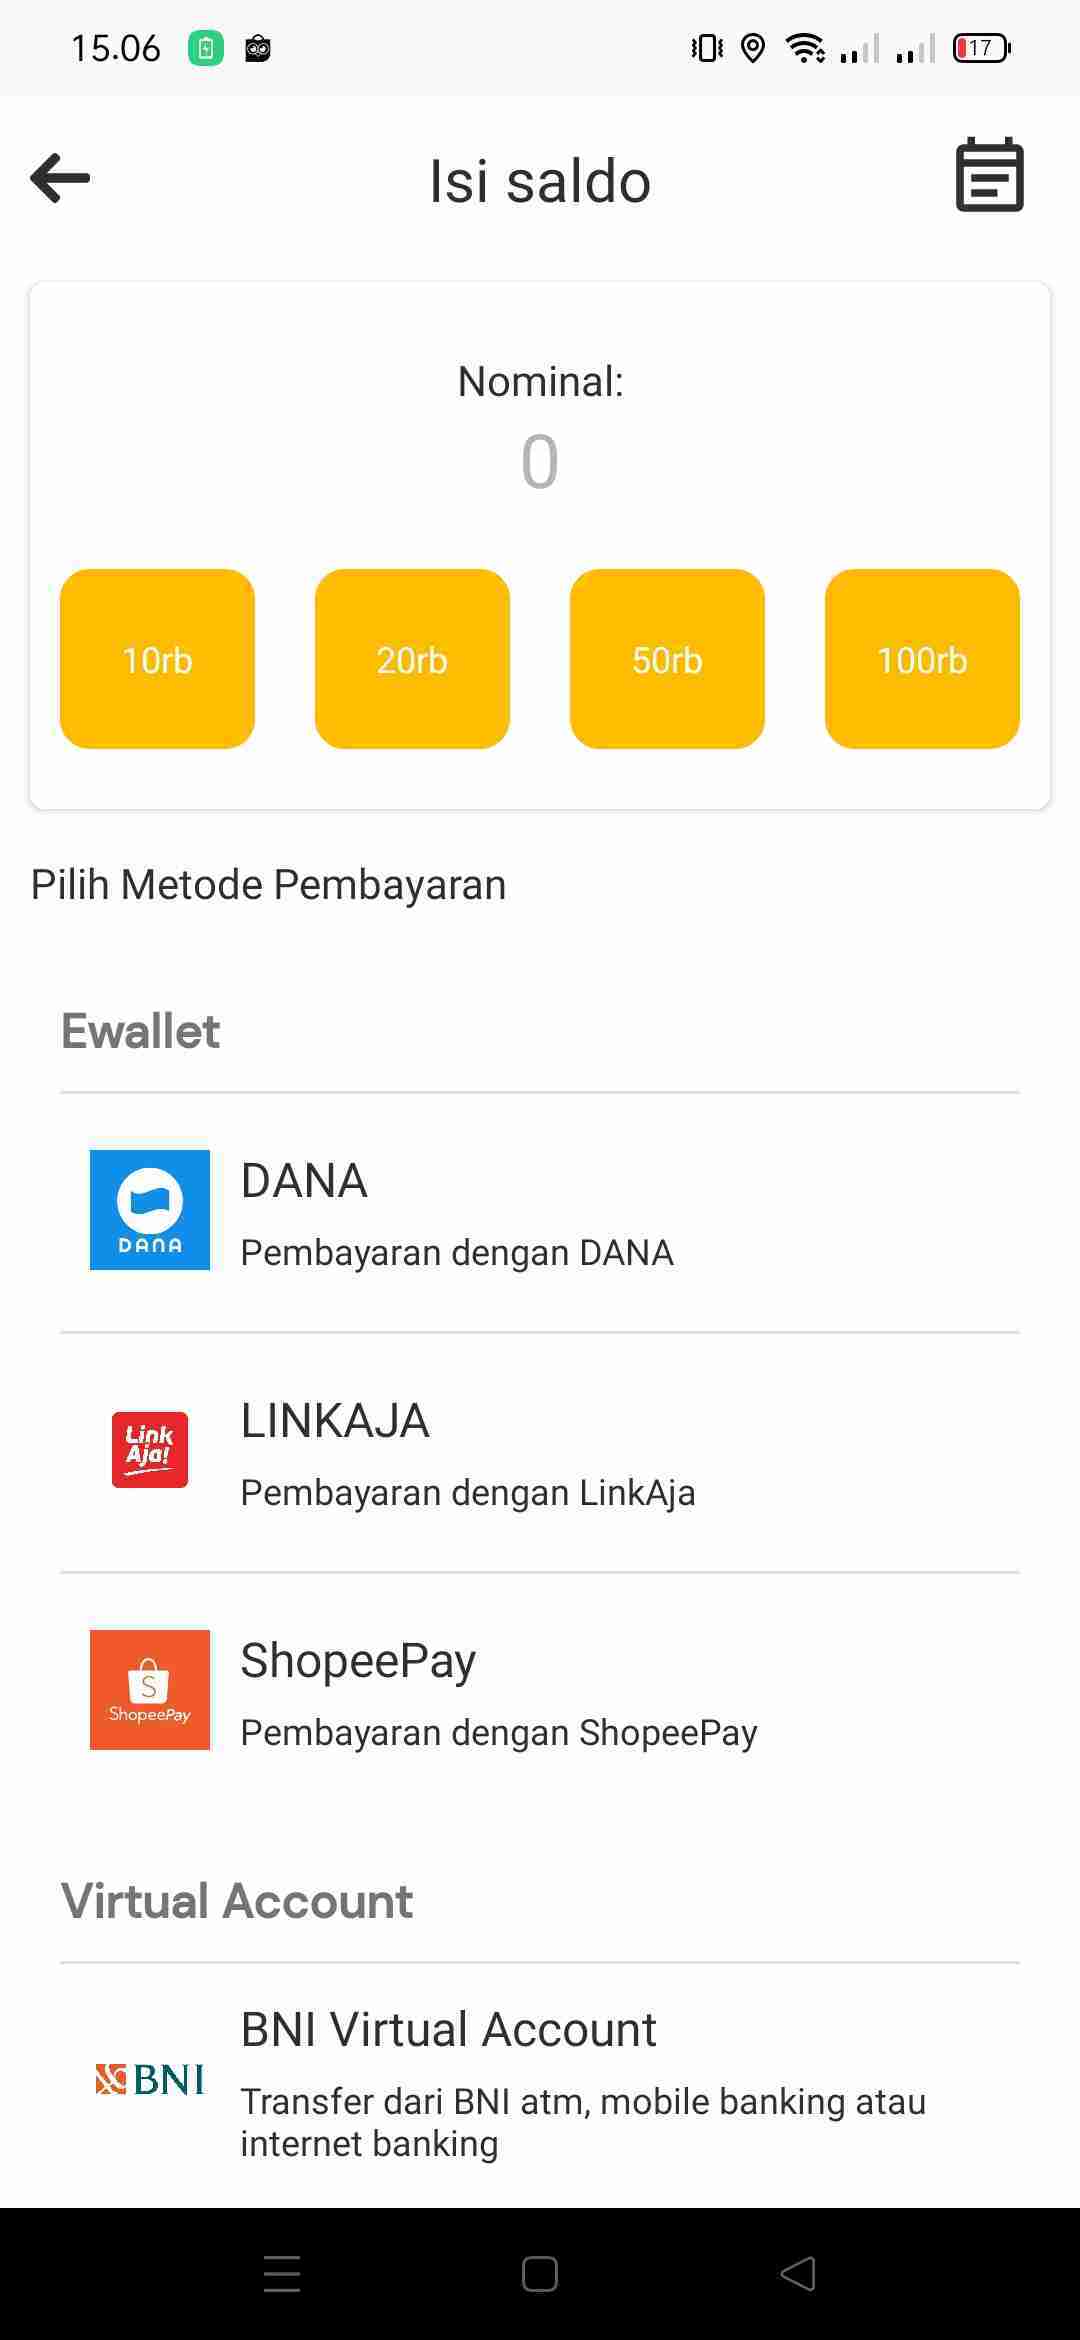 15.06
17
Isi saldo
Nominal:
0
10rb
20rb
50rb
100rb
Pilih Metode Pembayaran
Ewallet
DANA
DANA
Pembayaran dengan DANA
Link
Aja!
LINKAJA
Pembayaran dengan LinkAja
S
ShopeePay
ShopeePay
Pembayaran dengan ShopeePay
Virtual Account
BNI
BNI Virtual Account
Transfer dari BNI atm, mobile banking atau
internet banking